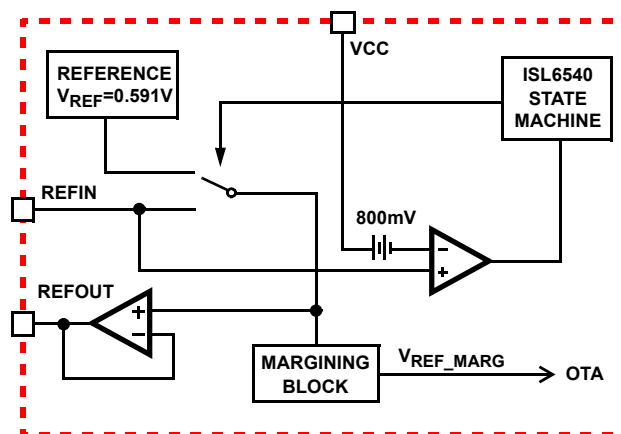 VCC
REFERENCE
VREF=0.591V
ISL6540
STATE
MACHINE
REFIN
800mV
−
+
REFOUT
+
−
MARGINING
BLOCK
VREF_MARG
OTA